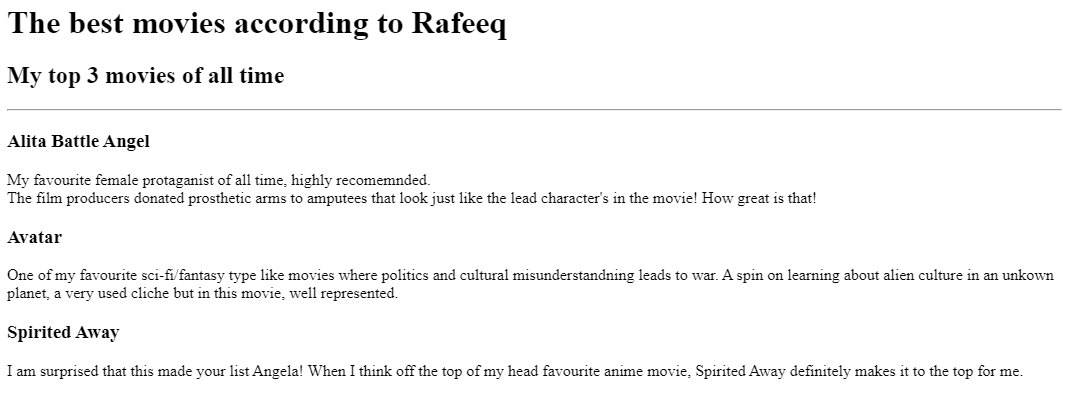 The best movies according to Rafeeq
My top 3 movies of all time
Alita Battle Angel
My favourite female protaganist of all time, highly recomemnded.
The film producers donated prosthetic arms to amputees that look just like the lead character's in the movie! How great is that!
Avatar
One of my favourite sci-fi/fantasy type like movies where politics and cultural misunderstandning leads to war. A spin on learning about alien culture in an unkown
planet, a very used cliche but in this movie, well represented.
Spirited Away
I am surprised that this made your list Angela! When I think off the top of my head favourite anime movie, Spirited Away definitely makes it to the top for me.